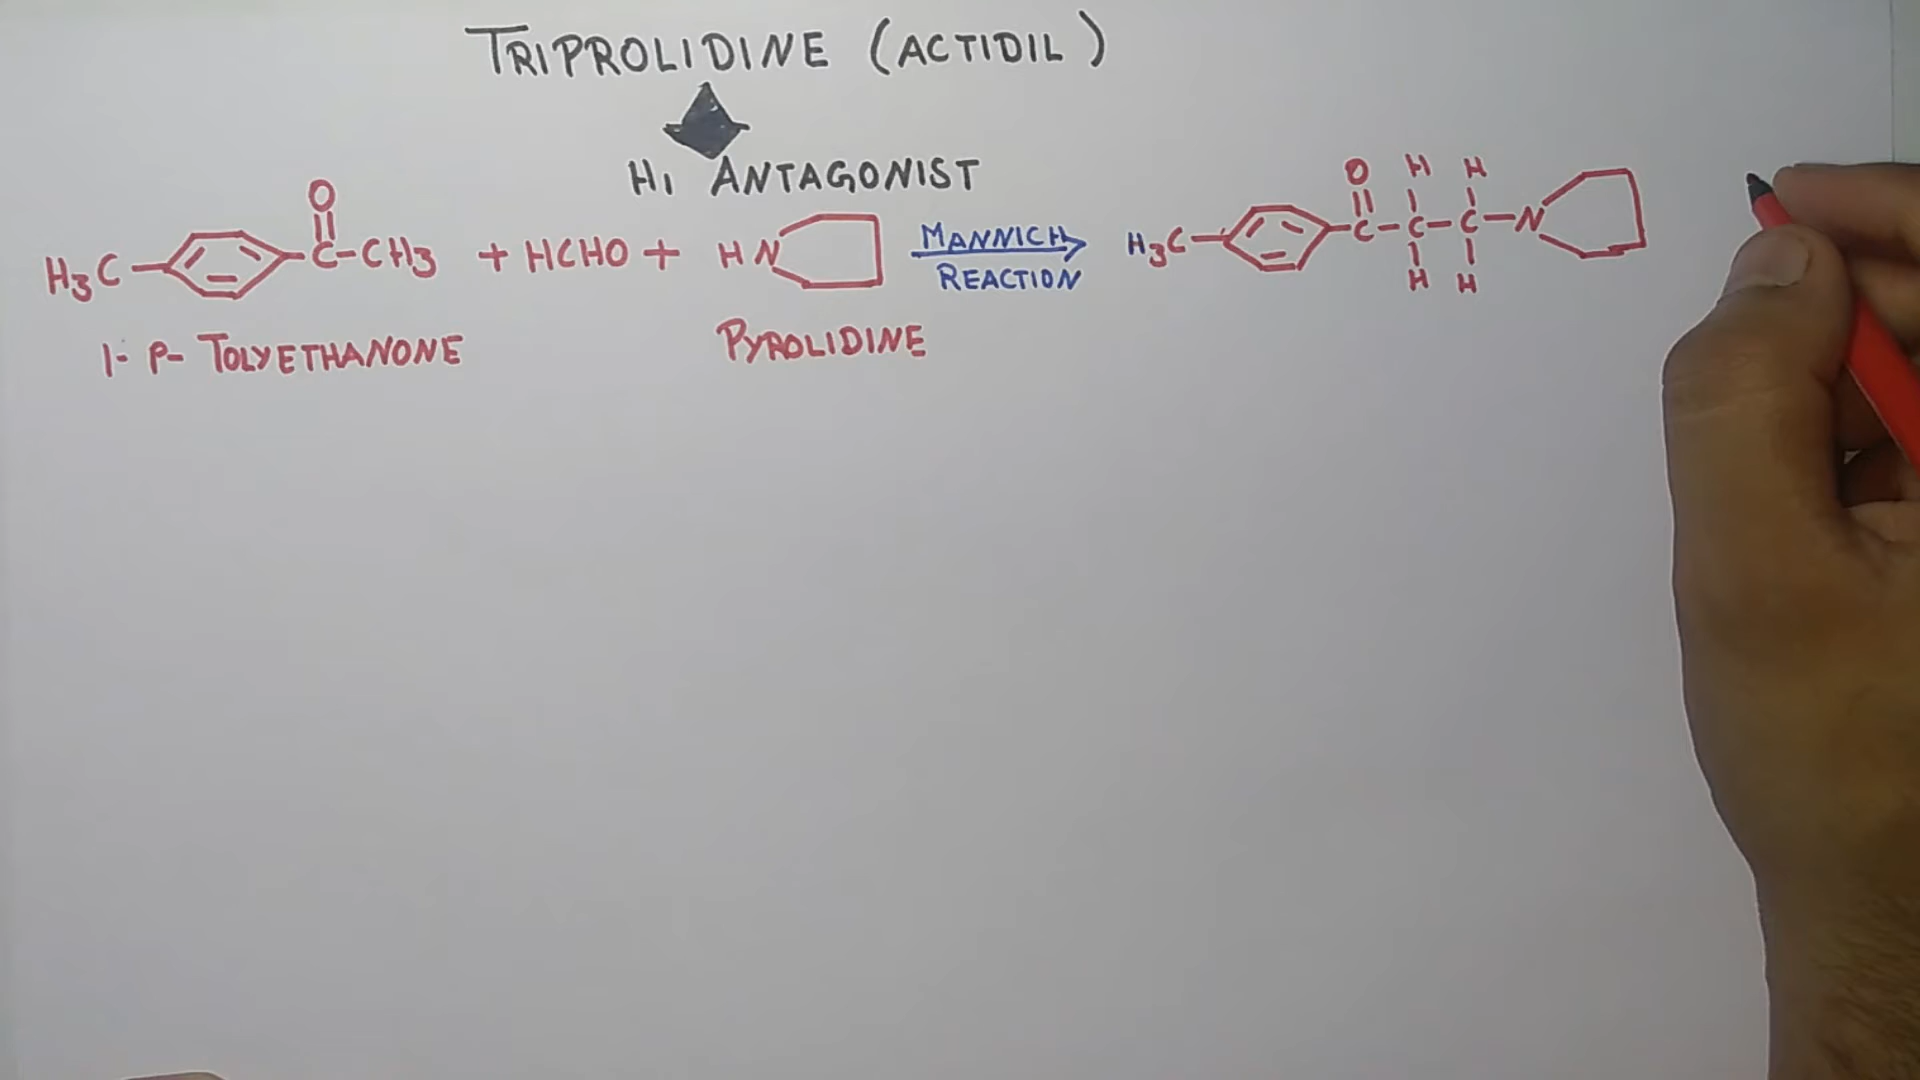 TRIPROLIDINE (ACTIDIL)
H1 ANTAGONIST
H3C C O CH3 + HCHO + HN MANNICH REACTION H3C C O C H H C H H N
1- P- TOLYETHANONE
PYROLIDINE